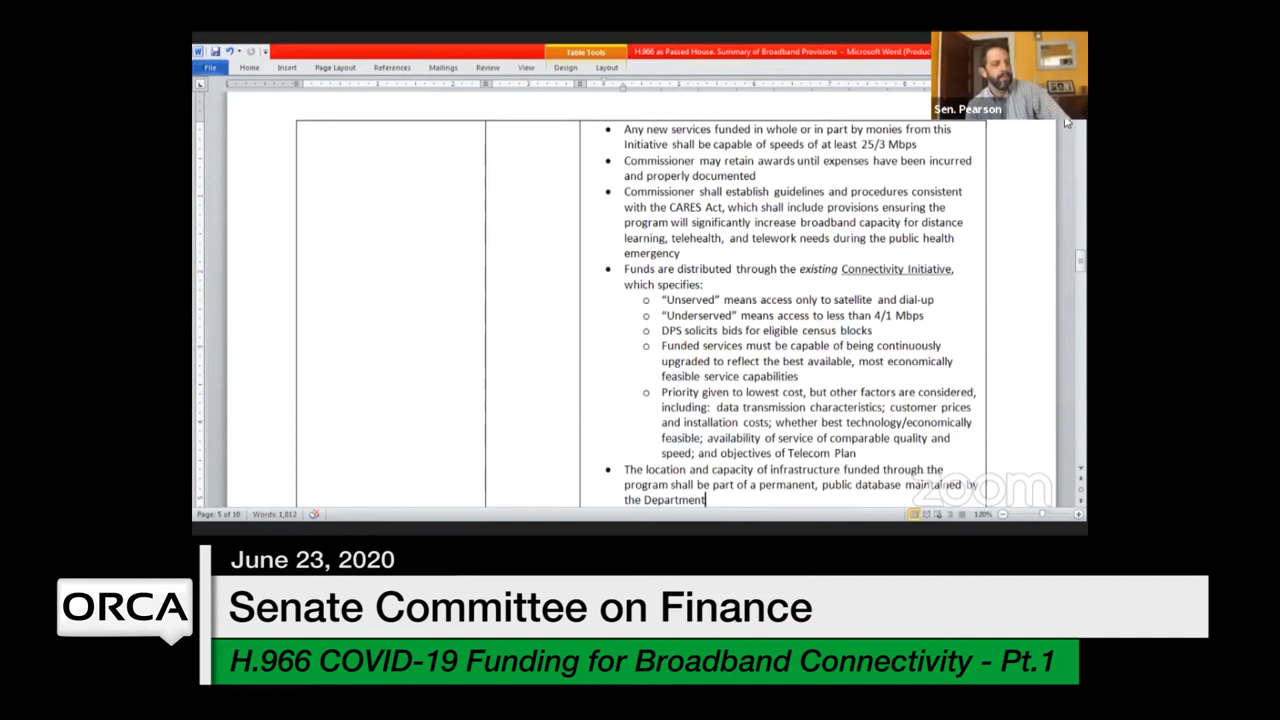 Table Tools
H.966 as Passed House. Summary of Broadband Provisions - Microsoft Word (Produc
File Home Insert Page Layout References Mailings Review View Design Layout
Sen. Pearson
• Any new services funded in whole or in part by monies from this
Initiative shall be capable of speeds of at least 25/3 Mbps
• Commissioner may retain awards until expenses have been incurred
and properly documented
• Commissioner shall establish guidelines and procedures consistent
with the CARES Act, which shall include provisions ensuring the
program will significantly increase broadband capacity for distance
learning, telehealth, and telework needs during the public health
emergency
• Funds are distributed through the existing Connectivity Initiative,
which specifies:
o “Unserved” means access only to satellite and dial-up
o “Underserved” means access to less than 4/1 Mbps
o DPS solicits bids for eligible census blocks
o Funded services must be capable of being continuously
upgraded to reflect the best available, most economically
feasible service capabilities
o Priority given to lowest cost, but other factors are considered,
including: data transmission characteristics; customer prices
and installation costs; whether best technology/economically
feasible; availability of service of comparable quality and
speed; and objectives of Telecom Plan
• The location and capacity of infrastructure funded through the
program shall be part of a permanent, public database maintained by
the Department
zoom
Page: 5 of 10 Words: 1,812 120%
June 23, 2020
ORCA
Senate Committee on Finance
H.966 COVID-19 Funding for Broadband Connectivity - Pt.1